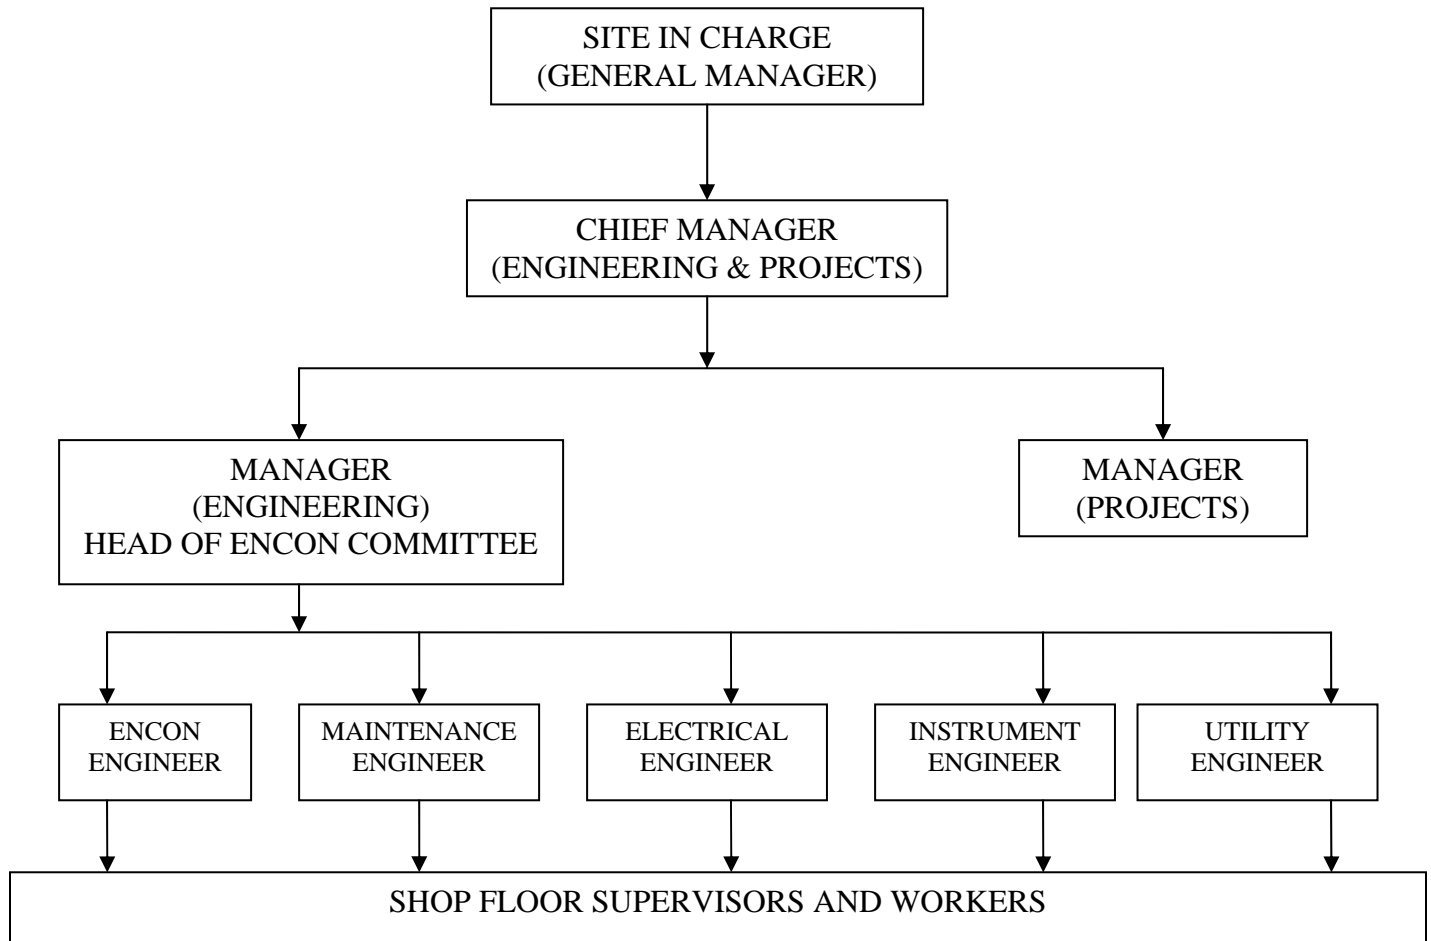 SITE IN CHARGE
(GENERAL MANAGER)
CHIEF MANAGER
(ENGINEERING & PROJECTS)
MANAGER
(ENGINEERING)
HEAD OF ENCON COMMITTEE
MANAGER
(PROJECTS)
ENCON
ENGINEER
MAINTENANCE
ENGINEER
ELECTRICAL
ENGINEER
INSTRUMENT
ENGINEER
UTILITY
ENGINEER
SHOP FLOOR SUPERVISORS AND WORKERS